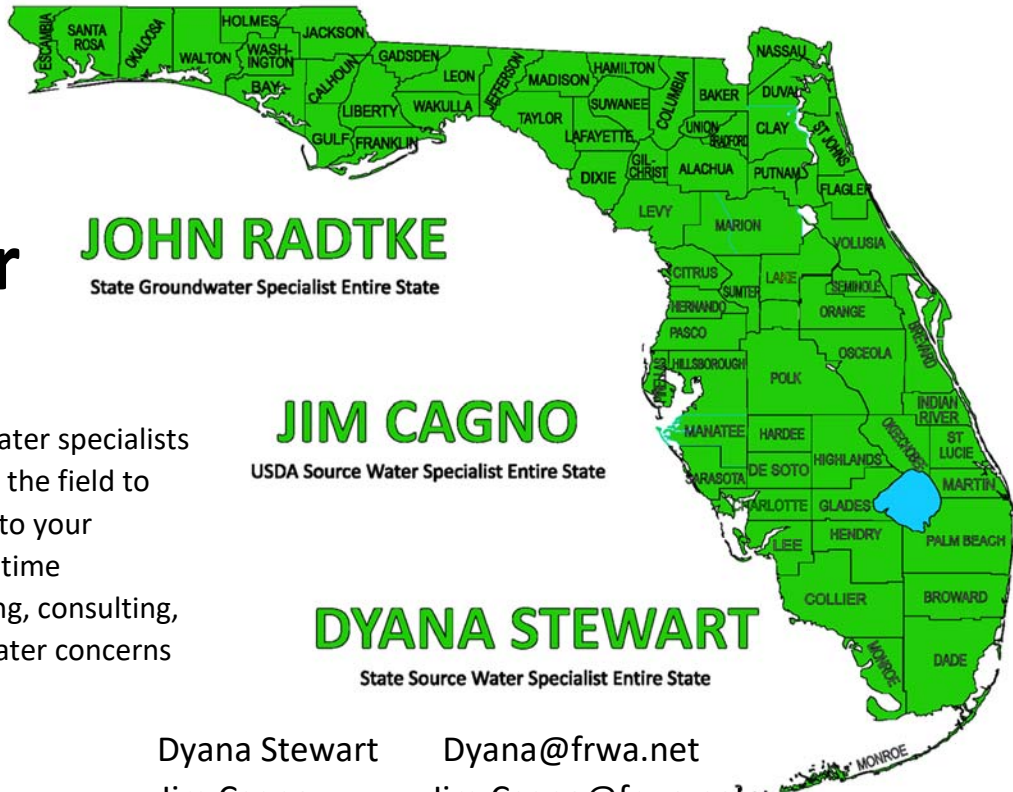 HOLMES
JACKSON
ESCAMBIA
SANTA
ROSA
OKALOOSA
WALTON
WASH-
INGTON
BAY
CALHOUN
GADSDEN
LEON
LIBERTY
WAKULLA
GULF
FRANKLIN
JEFFERSON
MADISON
HAMILTON
TAYLOR
SUWANEE
LAFAYETTE
COLUMBIA
BAKER
NASSAU
DUVAL
UNION
BRADFORD
CLAY
ST JOHNS
DIXIE
GIL-
CHRIST
ALACHUA
PUTNAM
FLAGLER
LEVY
MARION
VOLUSIA
JOHN RADTKE
State Groundwater Specialist Entire State
r
CITRUS
SUMTER
LAKE
SEMINOLE
HERNANDO
ORANGE
PASCO
BREVARD
PINELLAS
HILLSBOROUGH
OSCEOLA
POLK
INDIAN
RIVER
JIM CAGNO
USDA Source Water Specialist Entire State
MANATEE
HARDEE
OKEECHOBEE
ST
LUCIE
HIGHLANDS
SARASOTA
DE SOTO
MARTIN
CHARLOTTE
GLADES
LEE
HENDRY
PALM BEACH
COLLIER
BROWARD
MONROE
DADE
ater specialists
the field to
to your
time
ng, consulting,
ater concerns
DYANA STEWART
State Source Water Specialist Entire State
MONROE
Dyana Stewart Dyana@frwa.net